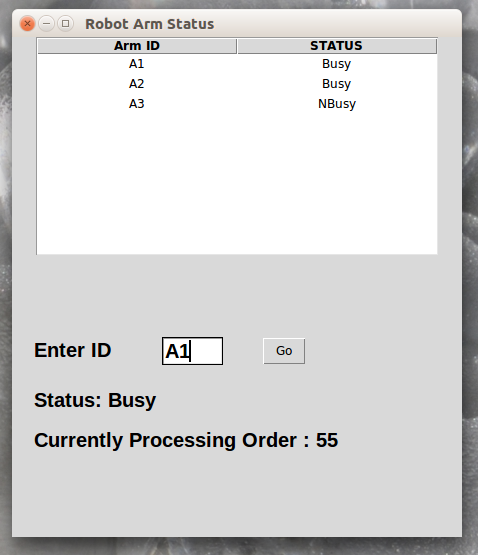 Robot Arm Status
Arm ID STATUS
A1 Busy
A2 Busy
A3 NBusy
Enter ID A1 Go
Status: Busy
Currently Processing Order : 55